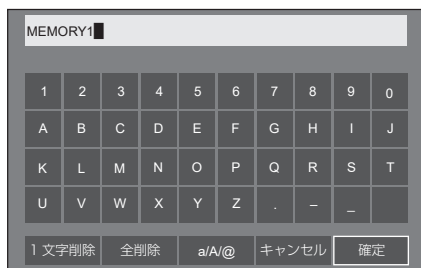 MEMORY1
1 2 3 4 5 6 7 8 9 0
A B C D E F G H I J
K L M N O P Q R S T
U V W X Y Z . – _
1 文字削除 全削除 a/A/@ キャンセル 確定